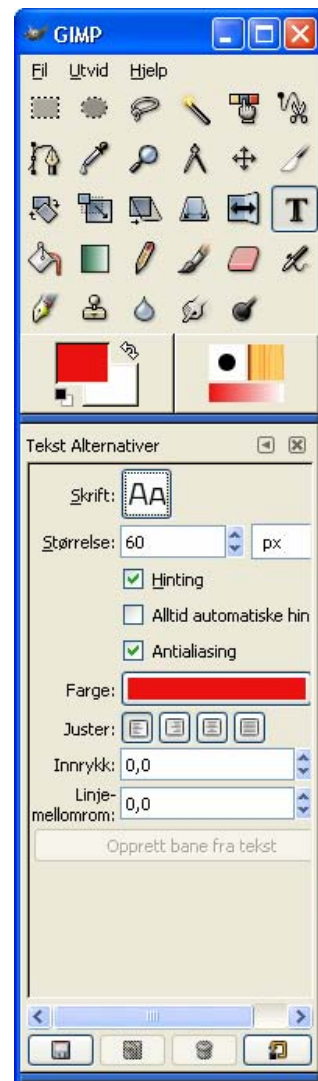 GIMP
Fil Utvid Hjelp
T
Tekst Alternativer
Skrift: Aa
Størrelse: 60 px
Hinting
Alltid automatiske hin
Antialiasing
Farge:
Juster:
Innrykk: 0,0
Linje-
mellomrom: 0,0
Opprett bane fra tekst